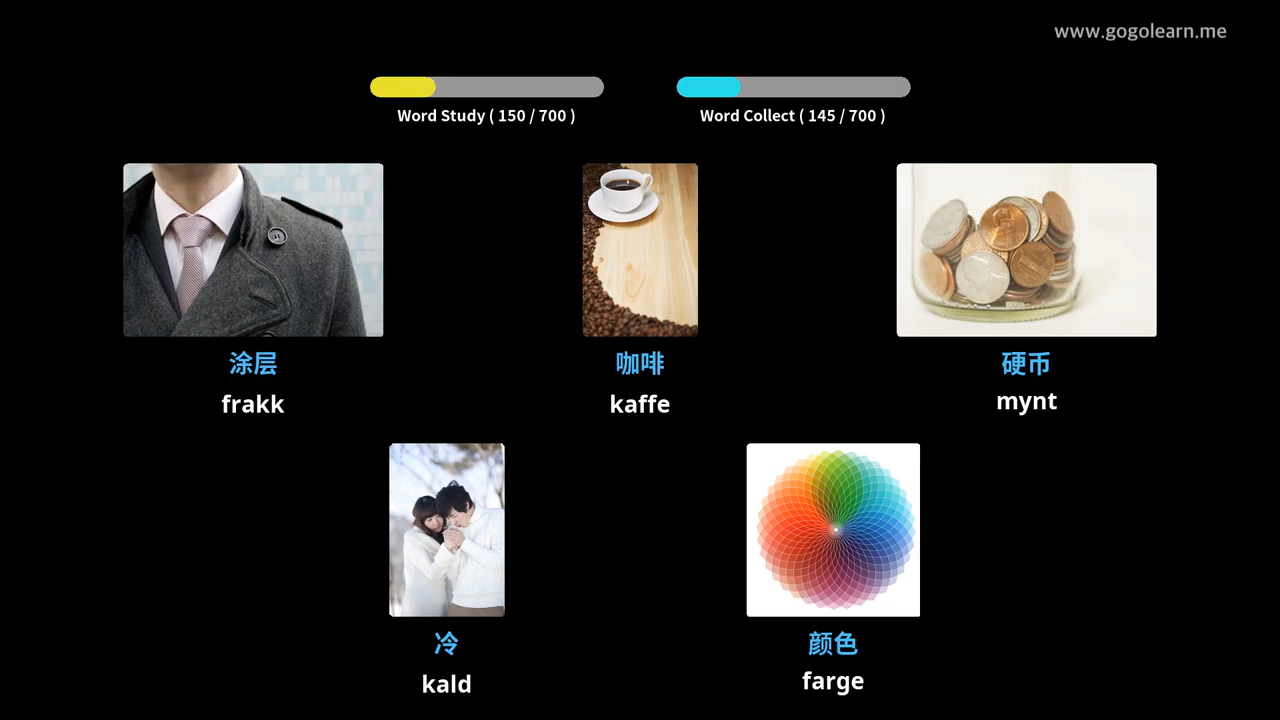 www.gogolearn.me
Word Study ( 150 / 700 )
Word Collect ( 145 / 700 )
涂层
frakk
咖啡
kaffe
硬币
mynt
冷
kald
颜色
farge